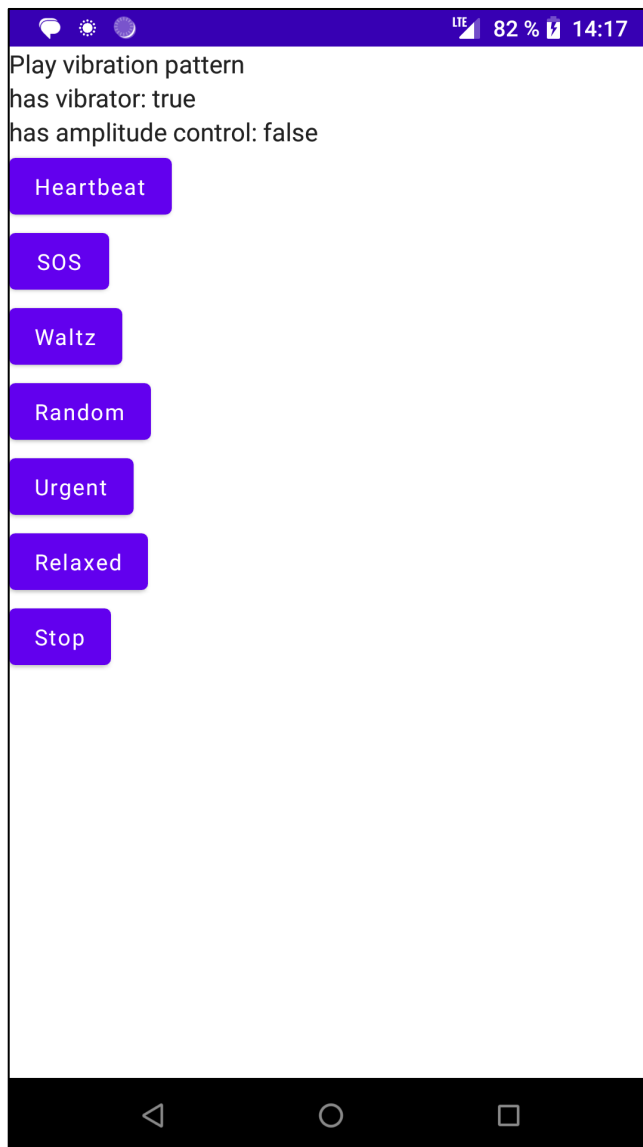 LTE 82 % 14:17
Play vibration pattern
has vibrator: true
has amplitude control: false
Heartbeat
SOS
Waltz
Random
Urgent
Relaxed
Stop